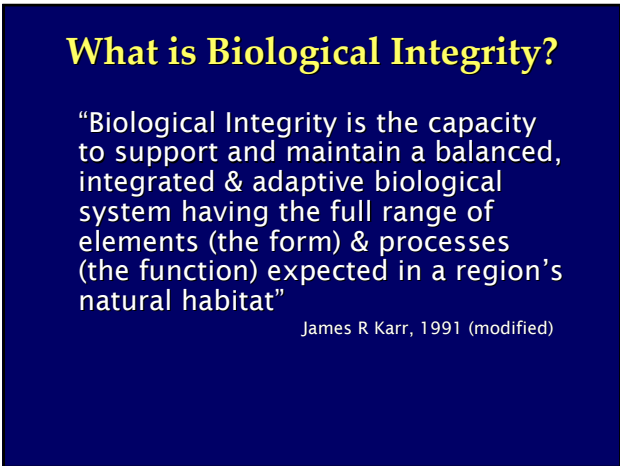 What is Biological Integrity?
“Biological Integrity is the capacity
to support and maintain a balanced,
integrated & adaptive biological
system having the full range of
elements (the form) & processes
(the function) expected in a region’s
natural habitat”
James R Karr, 1991 (modified)